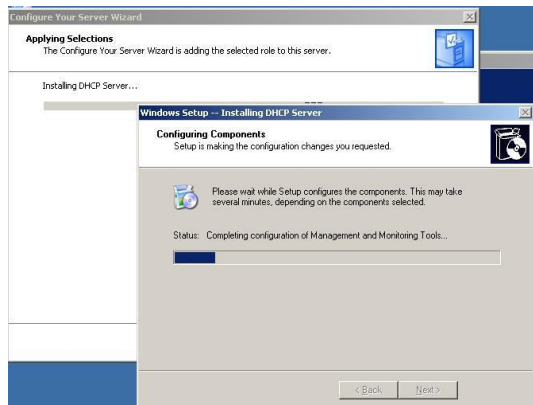 Configure Your Server Wizard
Applying Selections
The Configure Your Server Wizard is adding the selected role to this server.
Installing DHCP Server...
Windows Setup -- Installing DHCP Server
Configuring Components
Setup is making the configuration changes you requested.
Please wait while Setup configures the components. This may take
several minutes, depending on the components selected.
Status: Completing configuration of Management and Monitoring Tools...
< Back Next >